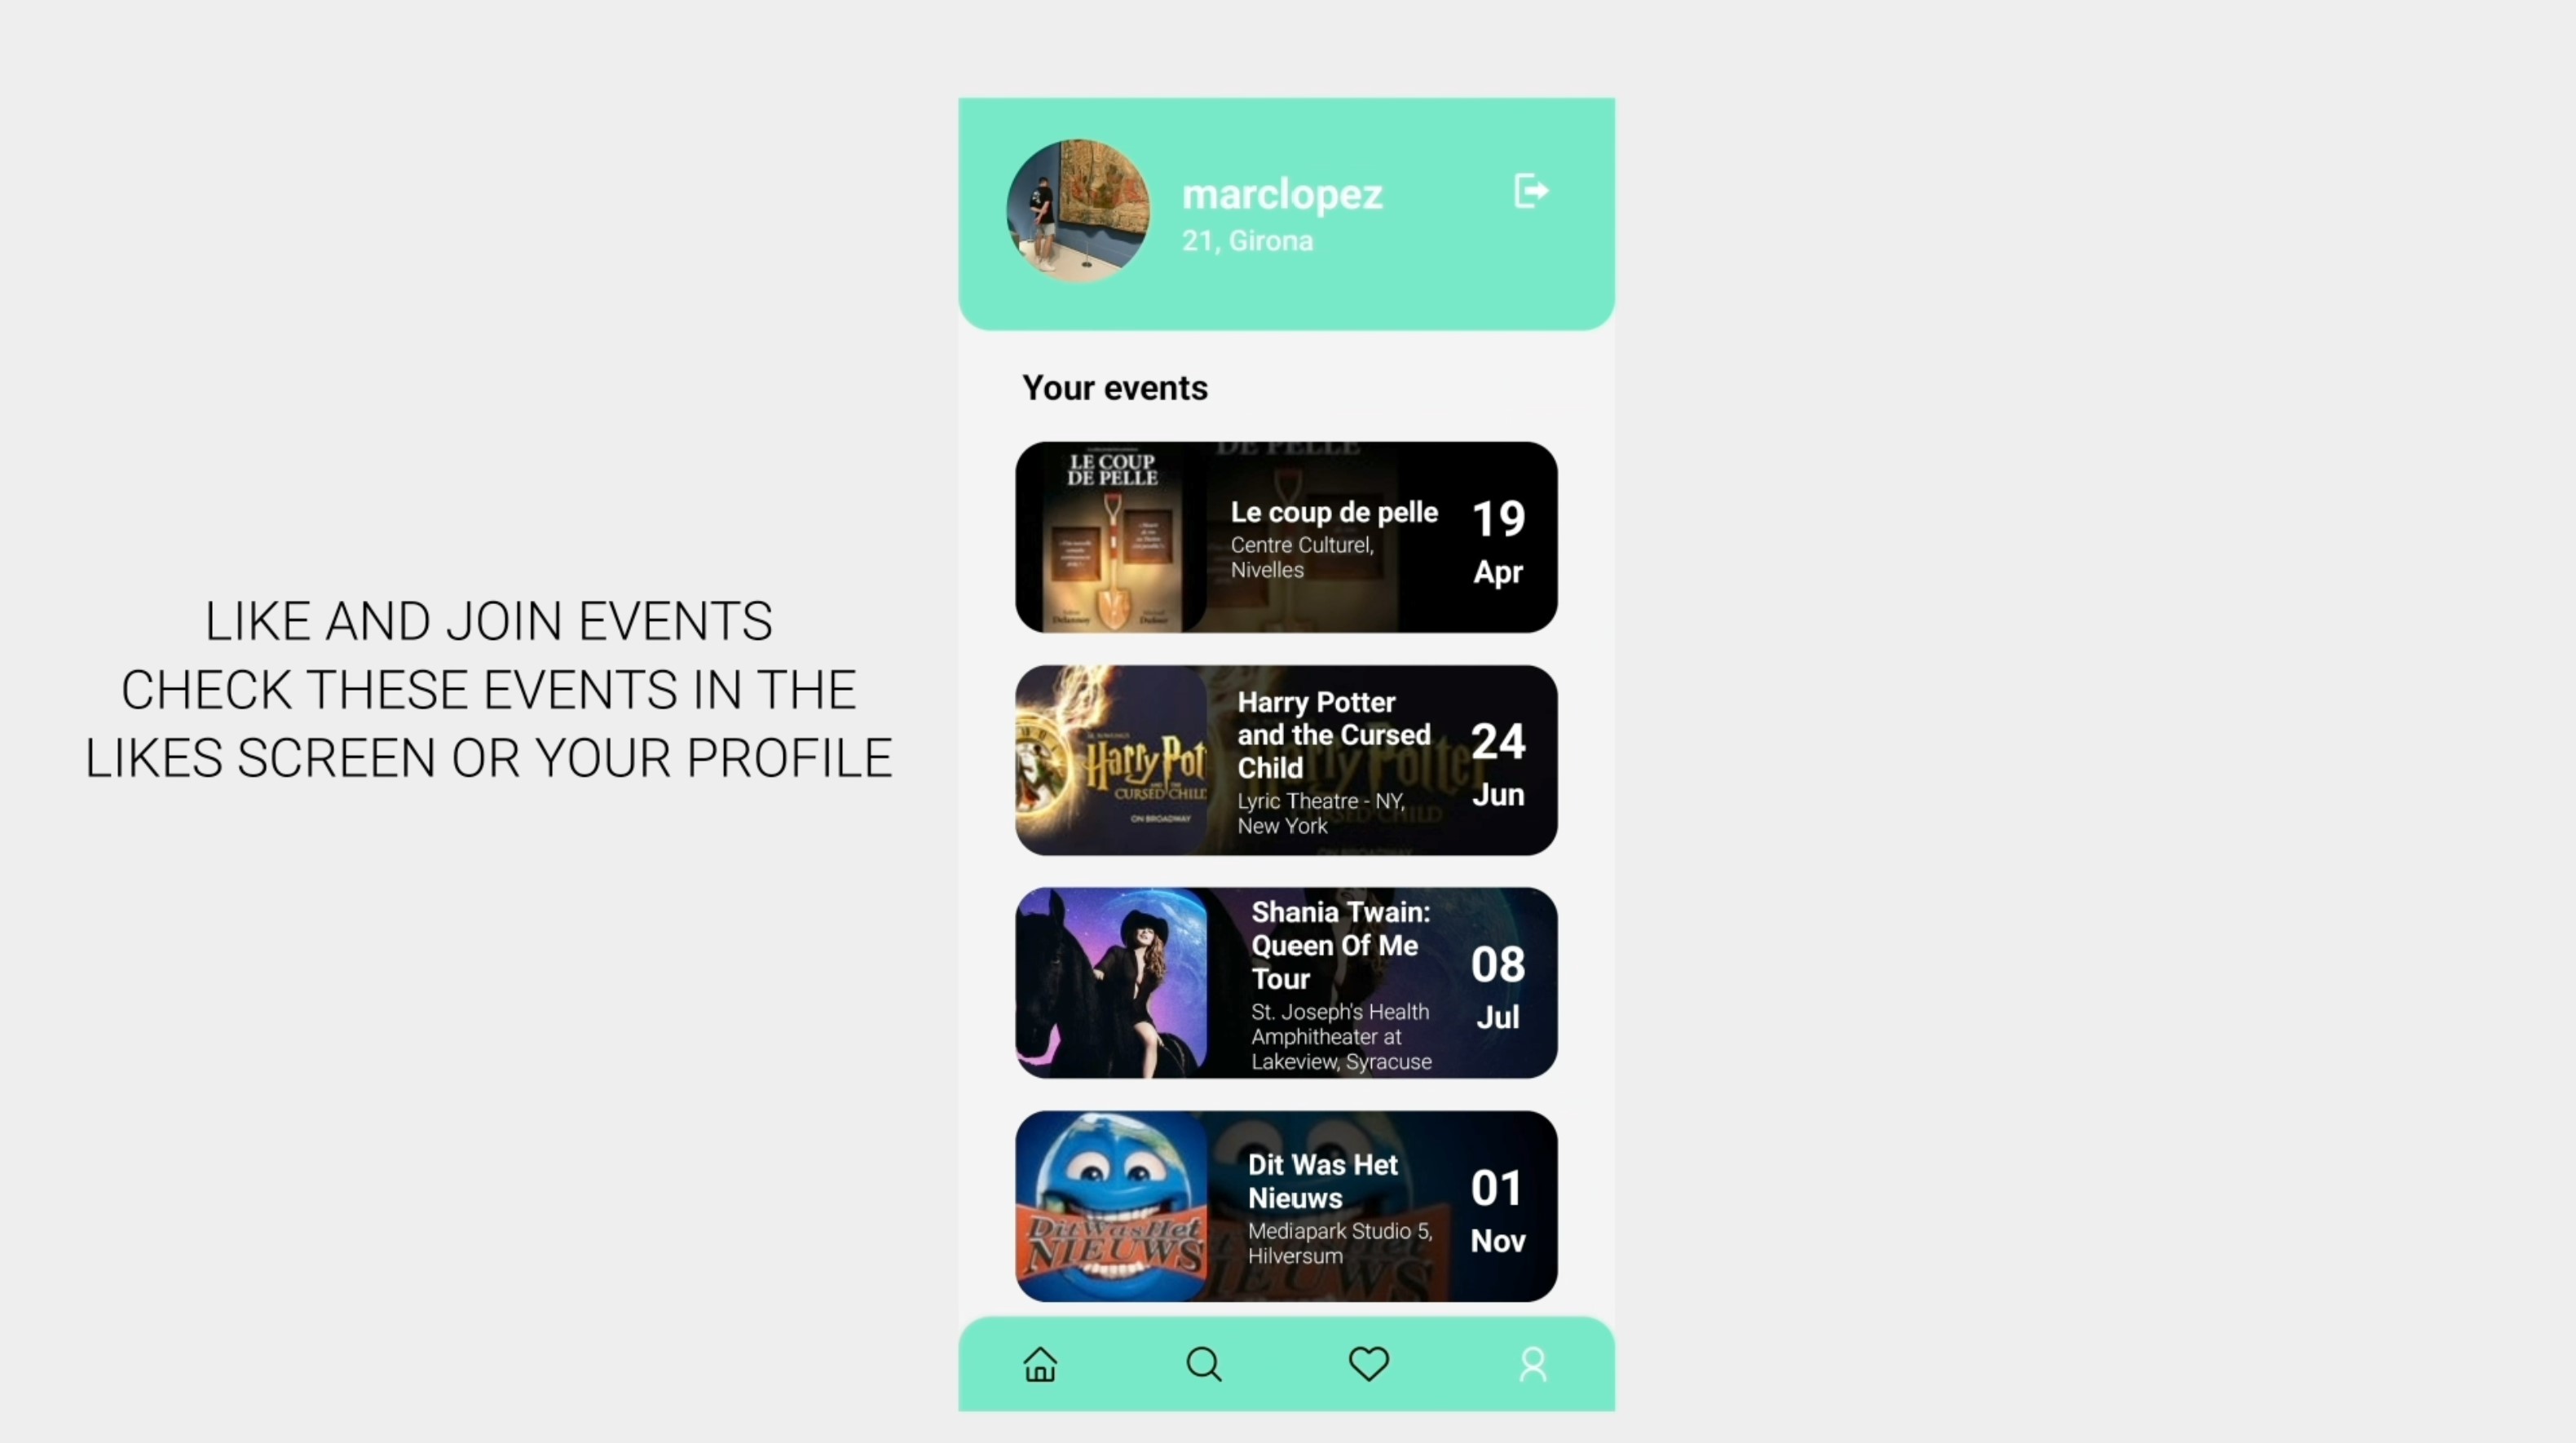 LIKE AND JOIN EVENTS
CHECK THESE EVENTS IN THE
LIKES SCREEN OR YOUR PROFILE
marclopez
21, Girona
Your events
LE COUP
DE PELLE
DE PELLE
Le coup de pelle
Centre Culturel,
Nivelles
19
Apr
Harry Pot
CURSED CHILD
ON BROADWAY
Harry Potter
and the Cursed
Child
Lyric Theatre - NY,
New York
24
Jun
Shania Twain:
Queen Of Me
Tour
St. Joseph's Health
Amphitheater at
Lakeview, Syracuse
08
Jul
Dit Was Het
NIEUWS
Dit Was Het
Nieuws
Mediapark Studio 5,
Hilversum
01
Nov